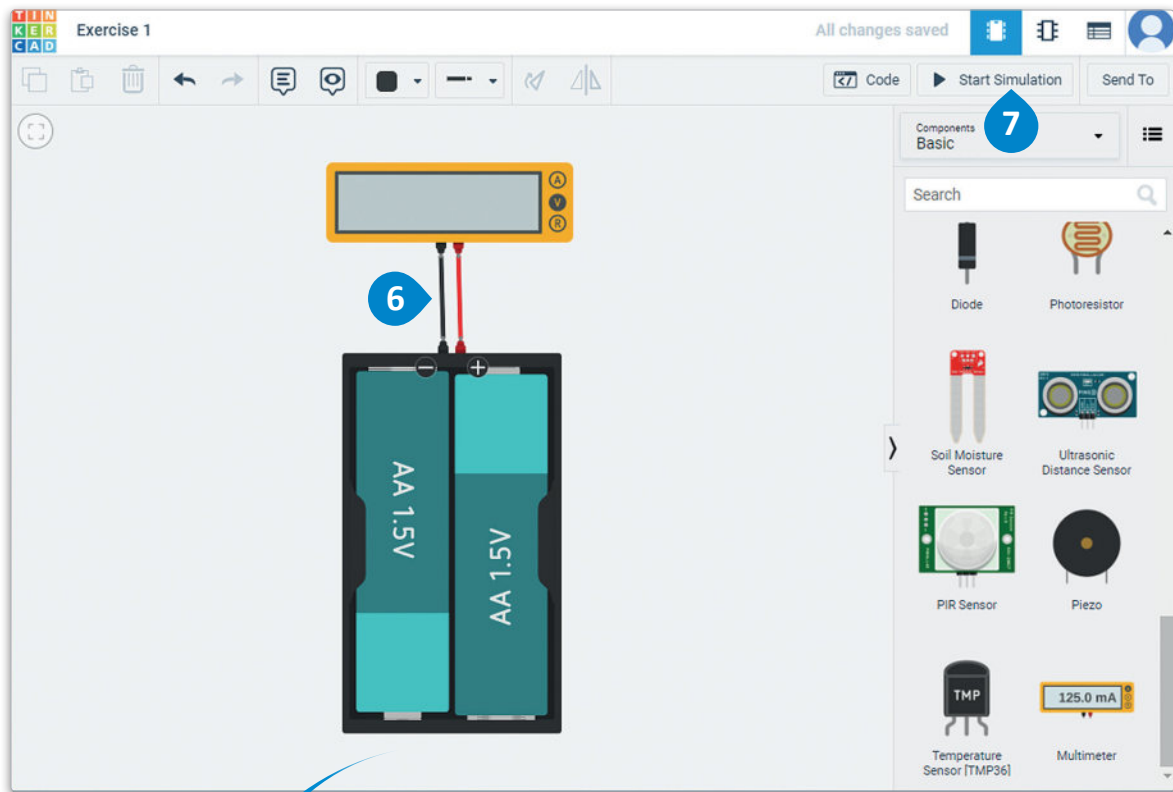 TIN
KER
CAD
Exercise 1
All changes saved
Code
Start Simulation
Send To
7
Components
Basic
Search
A
V
R
6
Diode
Photoresistor
AA 1.5V
AA 1.5V
Soil Moisture
Sensor
Ultrasonic
Distance Sensor
PIR Sensor
Piezo
TMP
125.0 mA
Temperature
Sensor [TMP36]
Multimeter